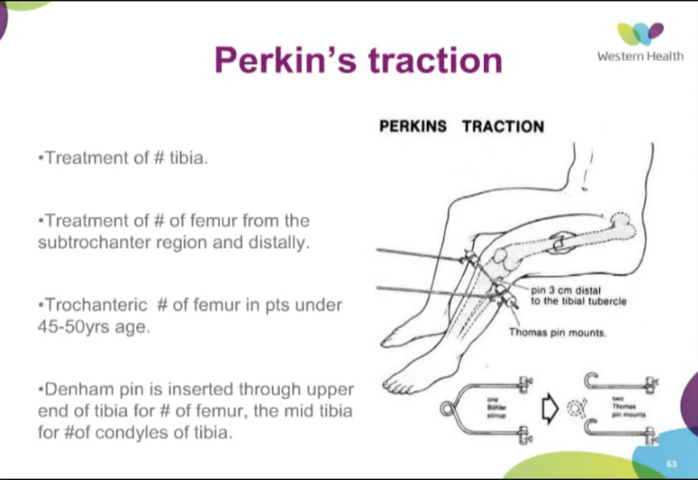 Perkin’s traction
Western Health
PERKINS TRACTION
•Treatment of # tibia.
•Treatment of # of femur from the
subtrochanter region and distally.
•Trochanteric # of femur in pts under
45-50yrs age.
•Denham pin is inserted through upper
end of tibia for # of femur, the mid tibia
for #of condyles of tibia.
pin 3 cm distal
to the tibial tubercle
Thomas pin mounts.
one
Böhler
stirrup
two
Thomas
pin mounts
63